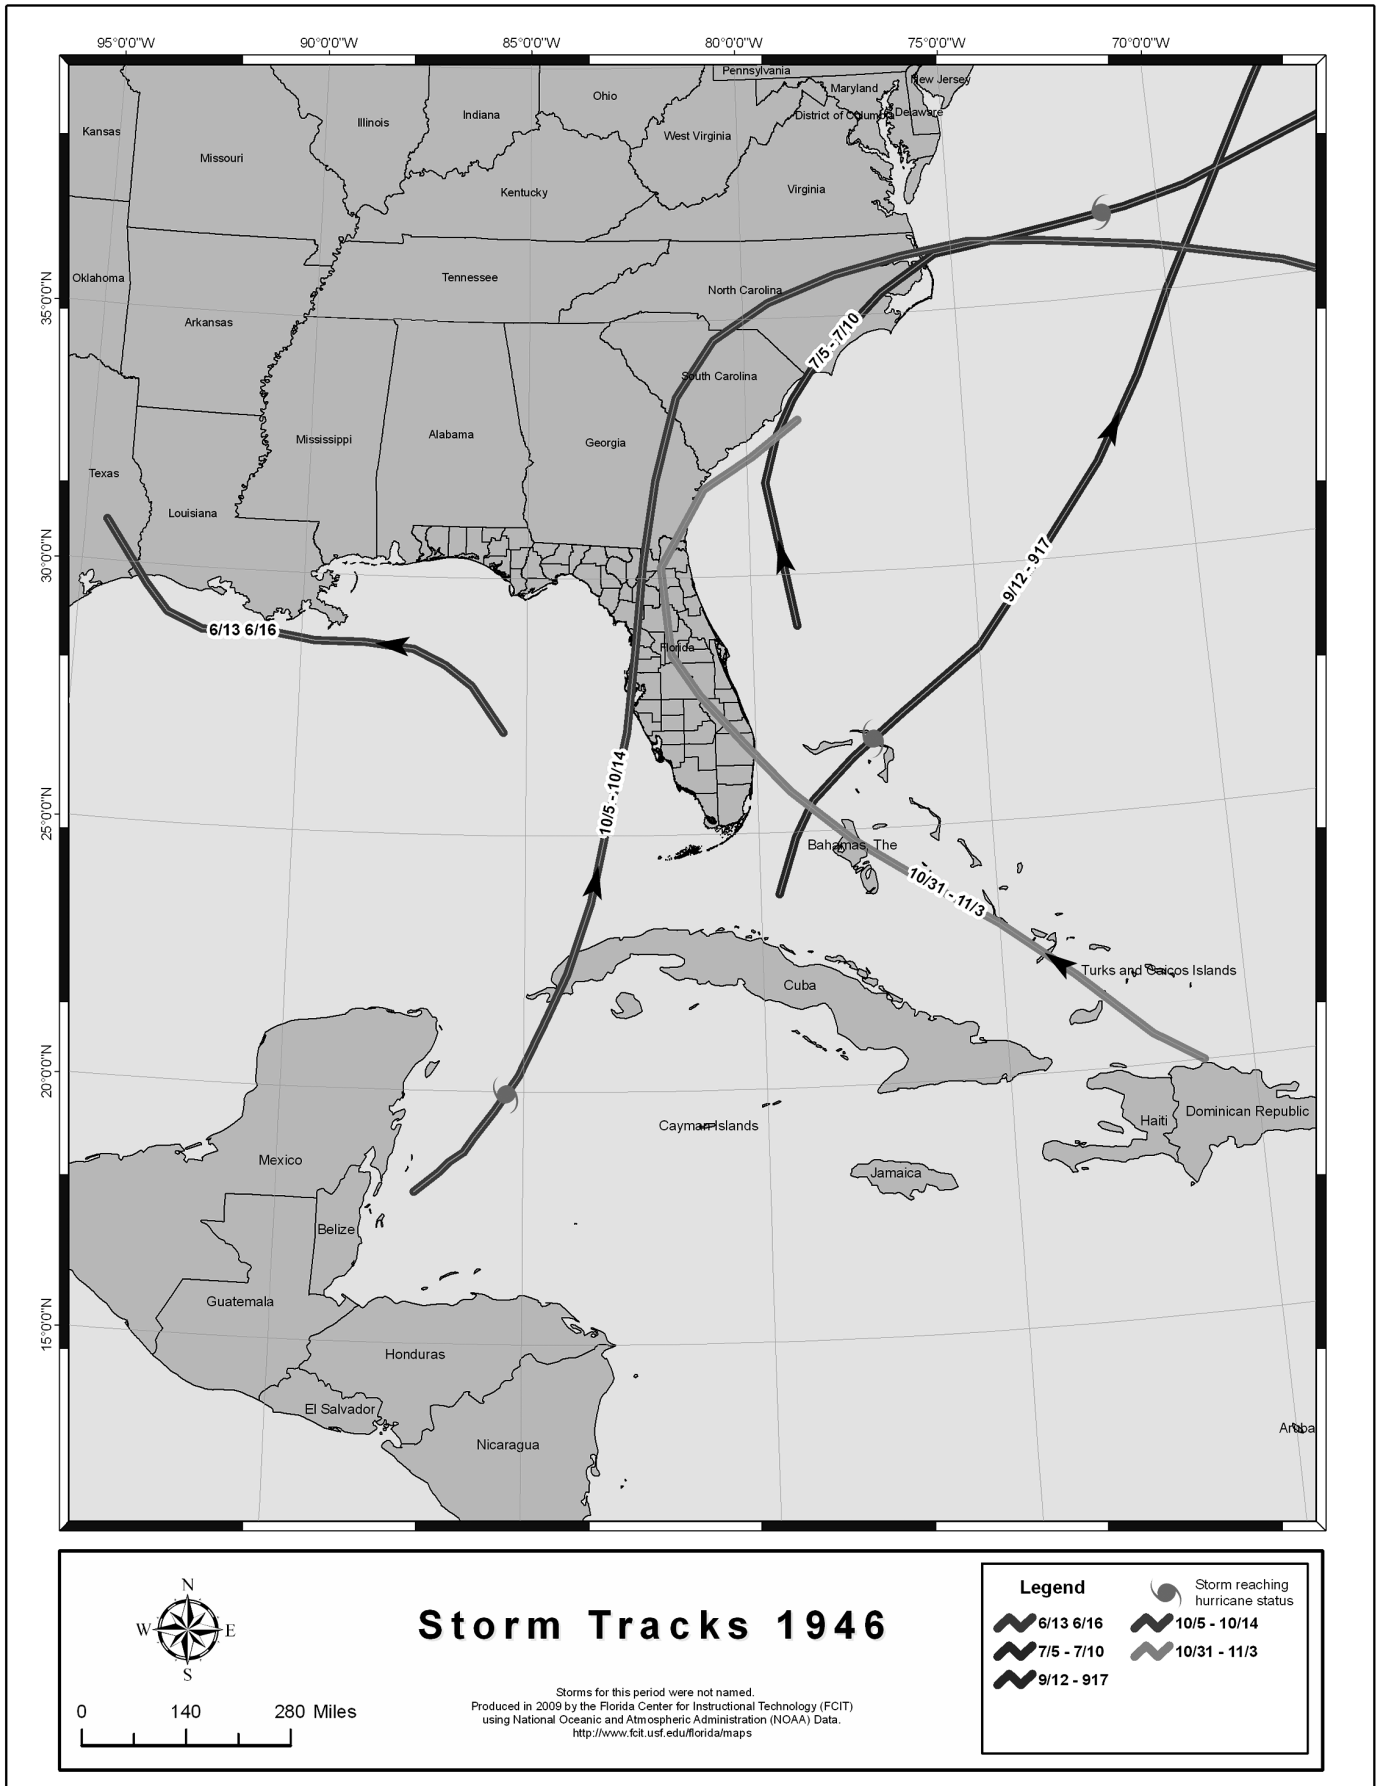 95°0'0"W 90°0'0"W 85°0'0"W 80°0'0"W 75°0'0"W 70°0'0"W
Pennsylvania
New Jersey
Maryland
Ohio
Indiana
Illinois
District of Columbia
Delaware
Kansas
West Virginia
Missouri
Virginia
Kentucky
Oklahoma
Tennessee
North Carolina
35°0'0"N
Arkansas
7/5 - 7/10
South Carolina
Mississippi
Alabama
Georgia
Texas
Louisiana
30°0'0"N
9/12 - 917
6/13 6/16
Florida
10/5 - 10/14
25°0'0"N
Bahamas, The
10/31 - 11/3
Turks and Caicos Islands
Cuba
20°0'0"N
Cayman Islands
Haiti
Dominican Republic
Mexico
Jamaica
Belize
Guatemala
15°0'0"N
Honduras
El Salvador
Aruba
Nicaragua
N
W E
S
0 140 280 Miles
Storm Tracks 1946
Storms for this period were not named.
Produced in 2009 by the Florida Center for Instructional Technology (FCIT)
using National Oceanic and Atmospheric Administration (NOAA) Data.
http://www.fcit.usf.edu/florida/maps
Legend
Storm reaching
hurricane status
6/13 6/16
10/5 - 10/14
7/5 - 7/10
10/31 - 11/3
9/12 - 917